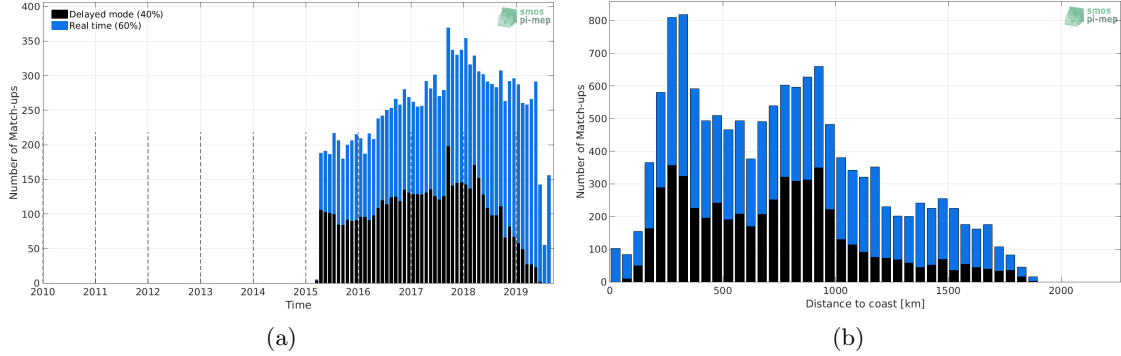 Delayed mode (40%)
Real time (60%)
smos
pi-mep
400
350
300
250
200
150
100
50
0
Number of Match-ups
2010 2011 2012 2013 2014 2015 2016 2017 2018 2019
Time
(a)
smos
pi-mep
800
700
600
500
400
300
200
100
0
Number of Match-ups
0 500 1000 1500 2000
Distance to coast [km]
(b)